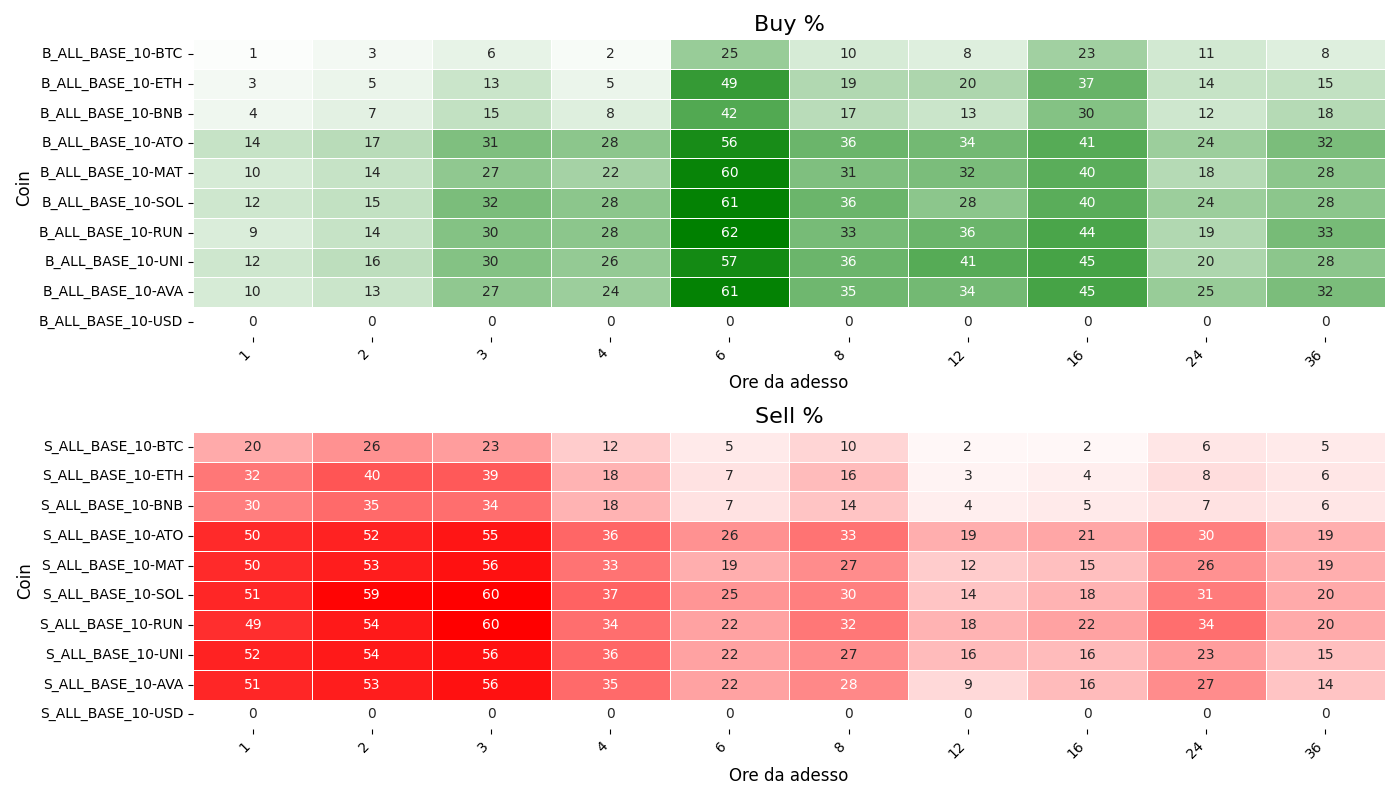 Buy %
Coin
B_ALL_BASE_10-BTC 1 3 6 2 25 10 8 23 11 8
B_ALL_BASE_10-ETH 3 5 13 5 49 19 20 37 14 15
B_ALL_BASE_10-BNB 4 7 15 8 42 17 13 30 12 18
B_ALL_BASE_10-ATO 14 17 31 28 56 36 34 41 24 32
B_ALL_BASE_10-MAT 10 14 27 22 60 31 32 40 18 28
B_ALL_BASE_10-SOL 12 15 32 28 61 36 28 40 24 28
B_ALL_BASE_10-RUN 9 14 30 28 62 33 36 44 19 33
B_ALL_BASE_10-UNI 12 16 30 26 57 36 41 45 20 28
B_ALL_BASE_10-AVA 10 13 27 24 61 35 34 45 25 32
B_ALL_BASE_10-USD 0 0 0 0 0 0 0 0 0 0
1 2 3 4 6 8 12 16 24 36
Ore da adesso
Sell %
Coin
S_ALL_BASE_10-BTC 20 26 23 12 5 10 2 2 6 5
S_ALL_BASE_10-ETH 32 40 39 18 7 16 3 4 8 6
S_ALL_BASE_10-BNB 30 35 34 18 7 14 4 5 7 6
S_ALL_BASE_10-ATO 50 52 55 36 26 33 19 21 30 19
S_ALL_BASE_10-MAT 50 53 56 33 19 27 12 15 26 19
S_ALL_BASE_10-SOL 51 59 60 37 25 30 14 18 31 20
S_ALL_BASE_10-RUN 49 54 60 34 22 32 18 22 34 20
S_ALL_BASE_10-UNI 52 54 56 36 22 27 16 16 23 15
S_ALL_BASE_10-AVA 51 53 56 35 22 28 9 16 27 14
S_ALL_BASE_10-USD 0 0 0 0 0 0 0 0 0 0
1 2 3 4 6 8 12 16 24 36
Ore da adesso